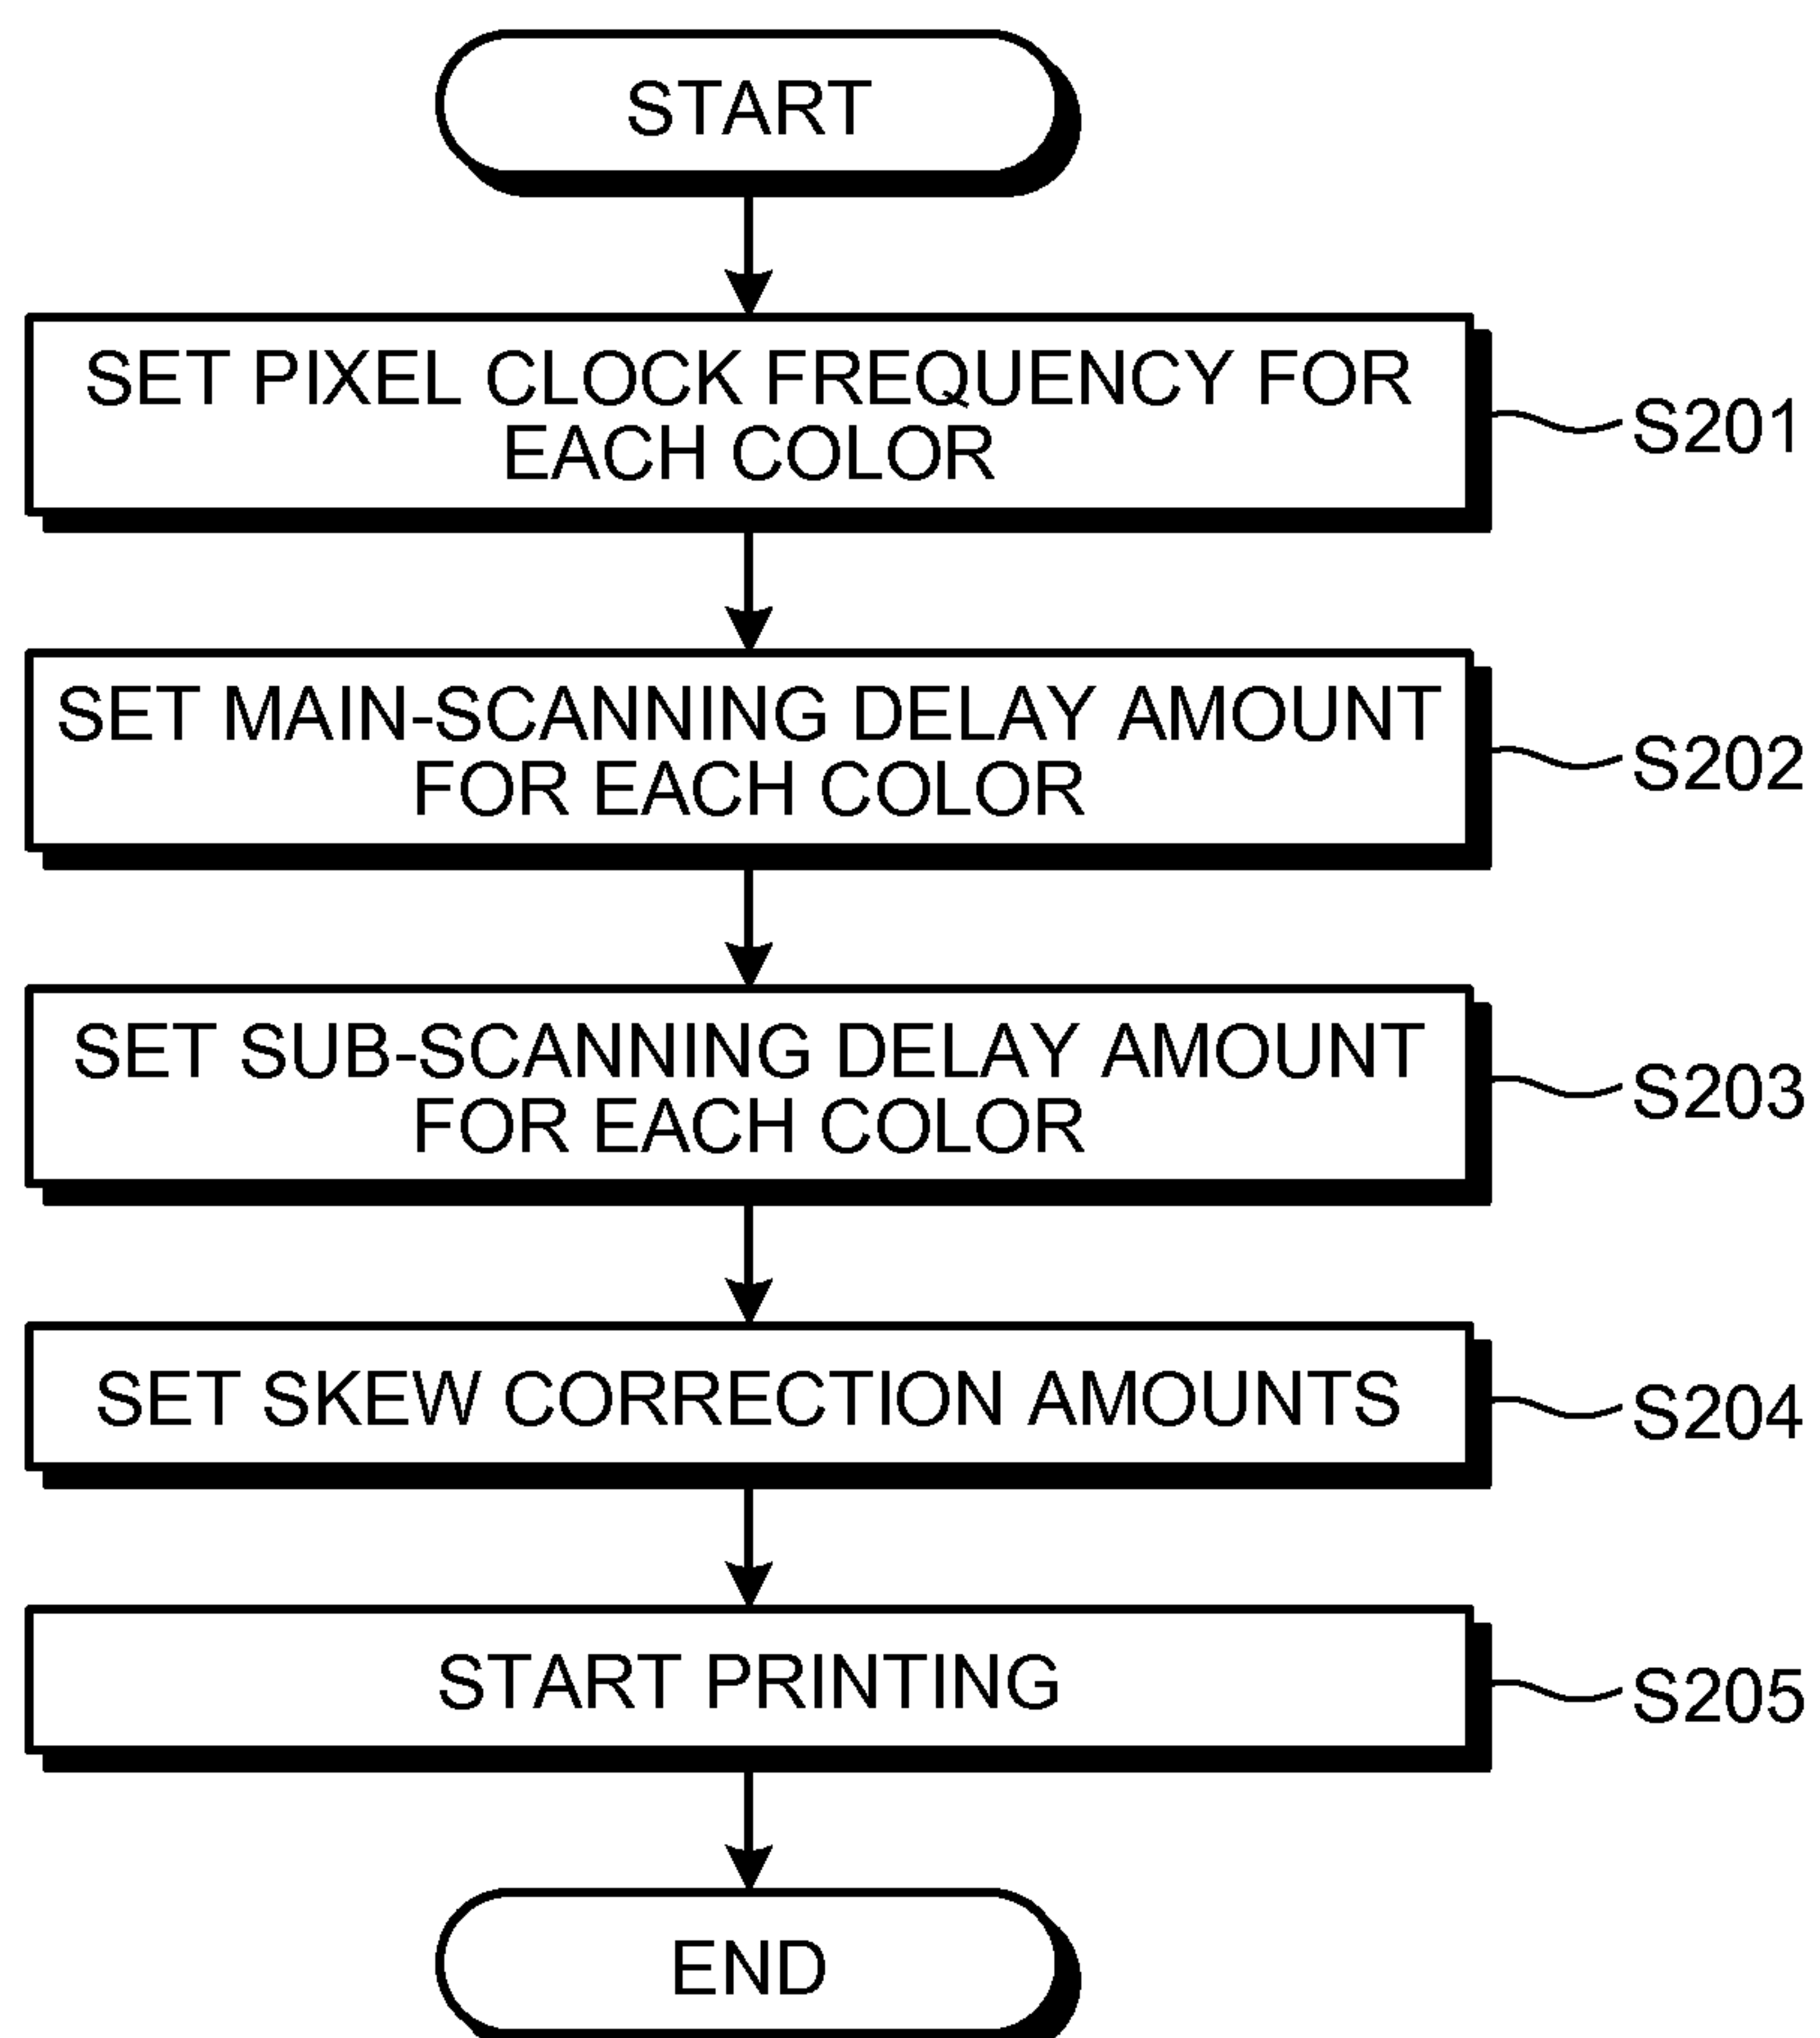 START
SET PIXEL CLOCK FREQUENCY FOR
EACH COLOR
S201
SET MAIN-SCANNING DELAY AMOUNT
FOR EACH COLOR
S202
SET SUB-SCANNING DELAY AMOUNT
FOR EACH COLOR
S203
SET SKEW CORRECTION AMOUNTS
S204
START PRINTING
S205
END